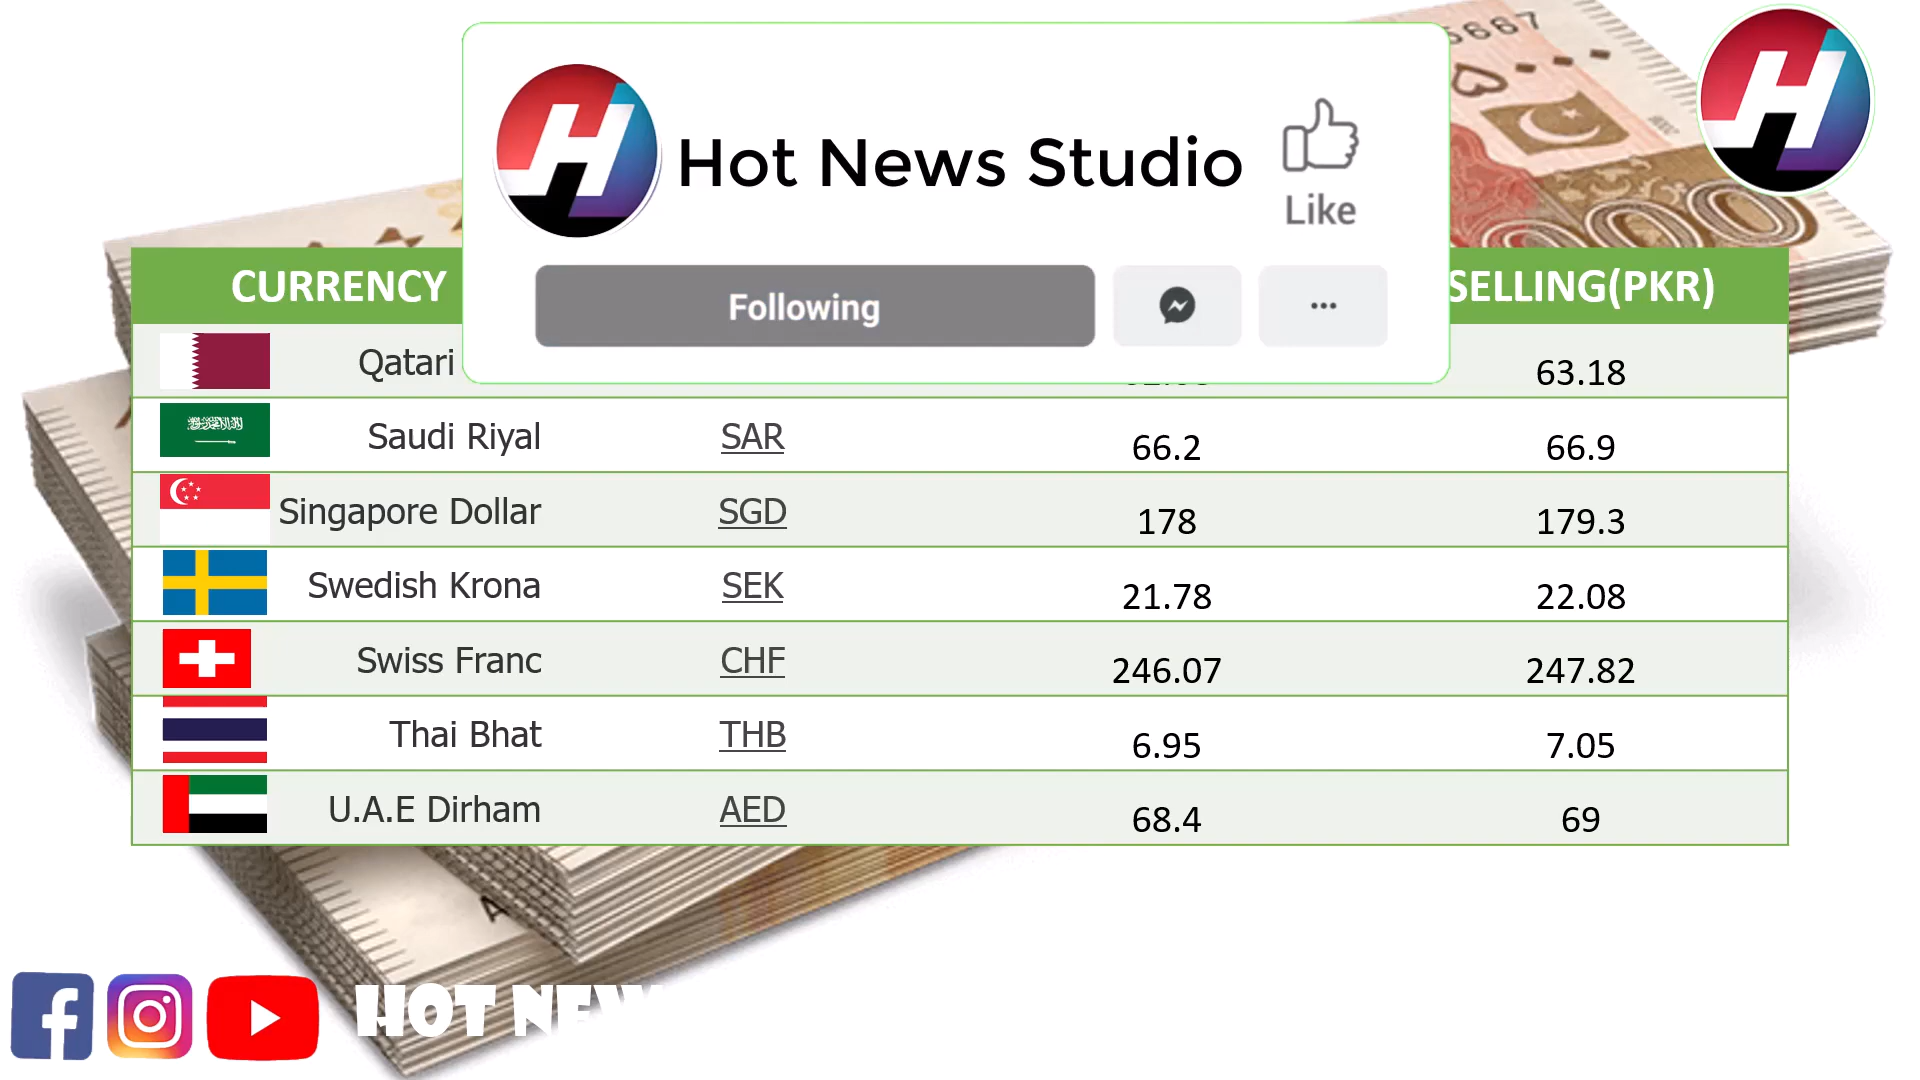 Hot News Studio
Like
Following
CURRENCY SELLING(PKR)
Qatari 63.18
Saudi Riyal SAR 66.2 66.9
Singapore Dollar SGD 178 179.3
Swedish Krona SEK 21.78 22.08
Swiss Franc CHF 246.07 247.82
Thai Bhat THB 6.95 7.05
U.A.E Dirham AED 68.4 69
HOT NEW